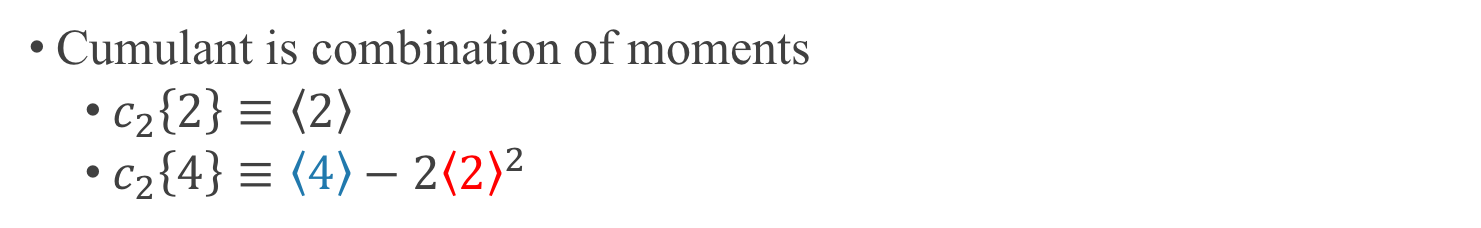 • Cumulant is combination of moments
• c₂{2} ≡ ⟨2⟩
• c₂{4} ≡ ⟨4⟩ − 2⟨2⟩²